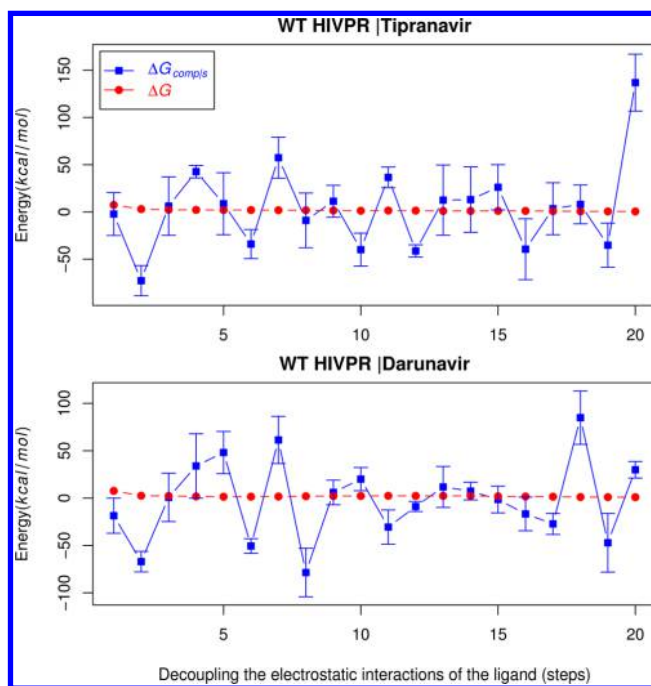 WT HIVPR |Tipranavir
Energy(kcal/mol)
150
100
50
0
−50
ΔGcomp/s
ΔG
5
10
15
20
WT HIVPR |Darunavir
Energy(kcal/mol)
100
50
0
−50
−100
5
10
15
20
Decoupling the electrostatic interactions of the ligand (steps)